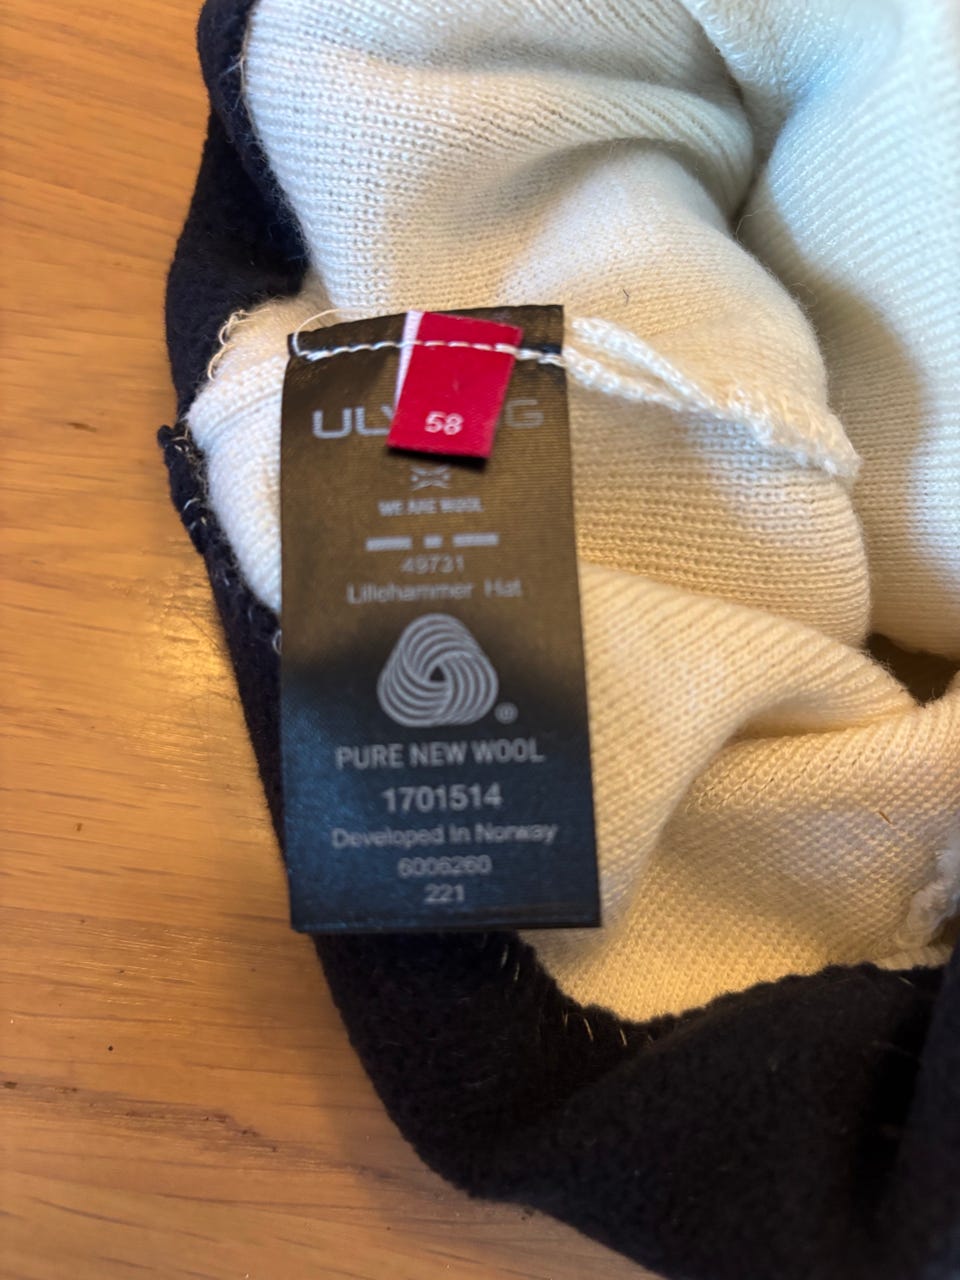 58
WE ARE WOOL
49731
Lillehammer Hat
®
PURE NEW WOOL
1701514
Developed In Norway
6006260
221